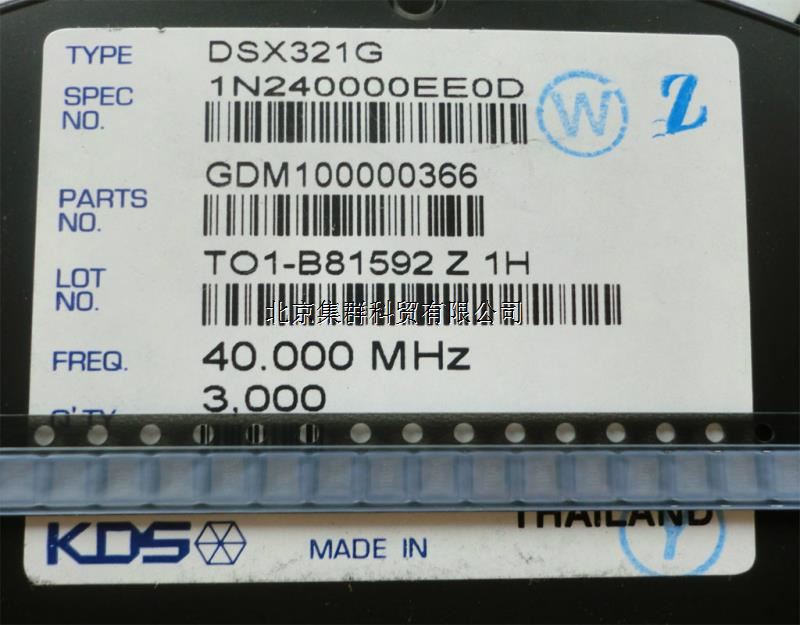 TYPE DSX321G
SPEC NO. 1N240000EE0D
W
Z
PARTS NO. GDM100000366
LOT NO. TO1-B81592 Z 1H
北京集群科贸有限公司
FREQ. 40.000 MHz
Q'TY 3,000
KDS MADE IN THAILAND
Y